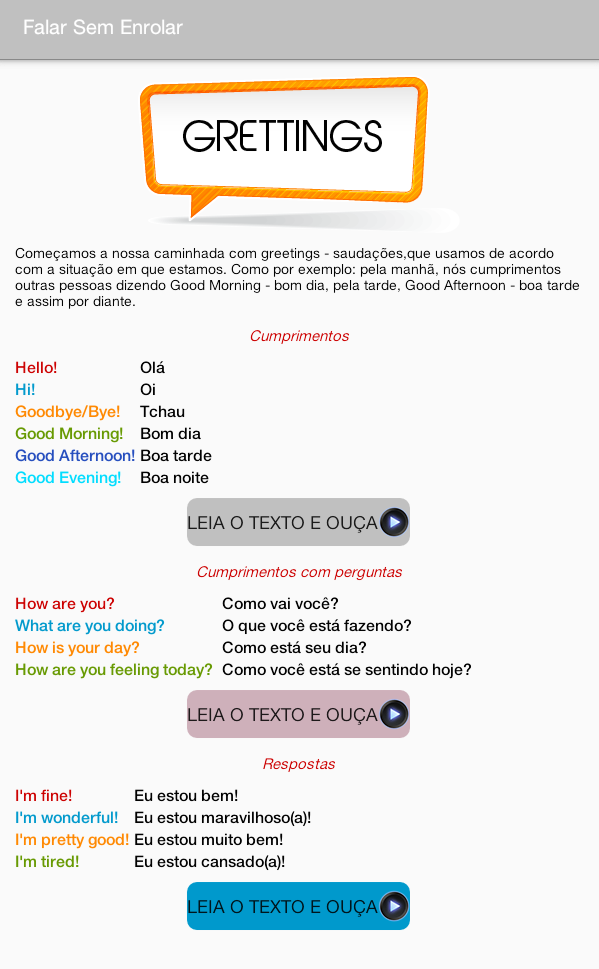 Falar Sem Enrolar
GRETTINGS
Começamos a nossa caminhada com greetings - saudações,que usamos de acordo
com a situação em que estamos. Como por exemplo: pela manhã, nós cumprimentos
outras pessoas dizendo Good Morning - bom dia, pela tarde, Good Afternoon - boa tarde
e assim por diante.
Cumprimentos
Hello! Olá
Hi! Oi
Goodbye/Bye! Tchau
Good Morning! Bom dia
Good Afternoon! Boa tarde
Good Evening! Boa noite
LEIA O TEXTO E OUÇA
Cumprimentos com perguntas
How are you? Como vai você?
What are you doing? O que você está fazendo?
How is your day? Como está seu dia?
How are you feeling today? Como você está se sentindo hoje?
LEIA O TEXTO E OUÇA
Respostas
I'm fine! Eu estou bem!
I'm wonderful! Eu estou maravilhoso(a)!
I'm pretty good! Eu estou muito bem!
I'm tired! Eu estou cansado(a)!
LEIA O TEXTO E OUÇA